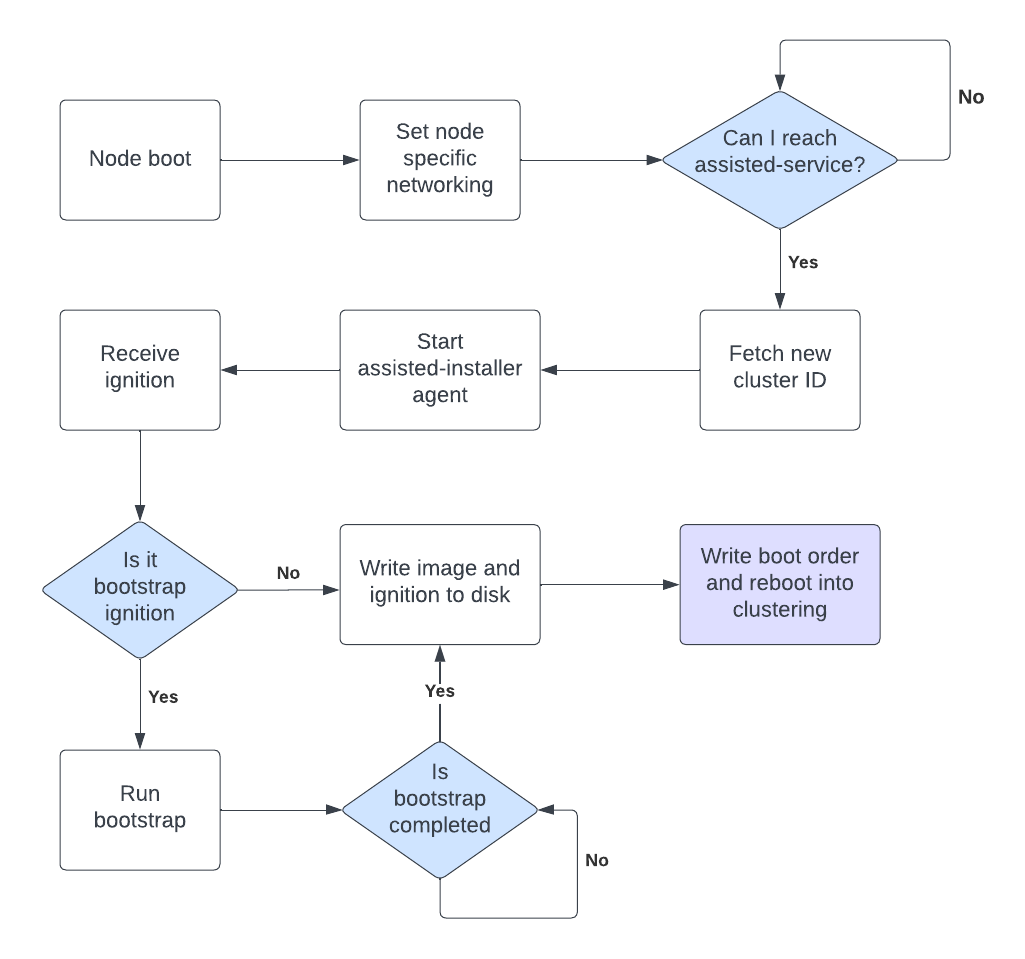 Node boot
Set node
specific
networking
Can I reach
assisted-service?
No
Yes
Receive
ignition
Start
assisted-installer
agent
Fetch new
cluster ID
Is it
bootstrap
ignition
No
Write image and
ignition to disk
Write boot order
and reboot into
clustering
Yes
Yes
Run
bootstrap
Is
bootstrap
completed
No